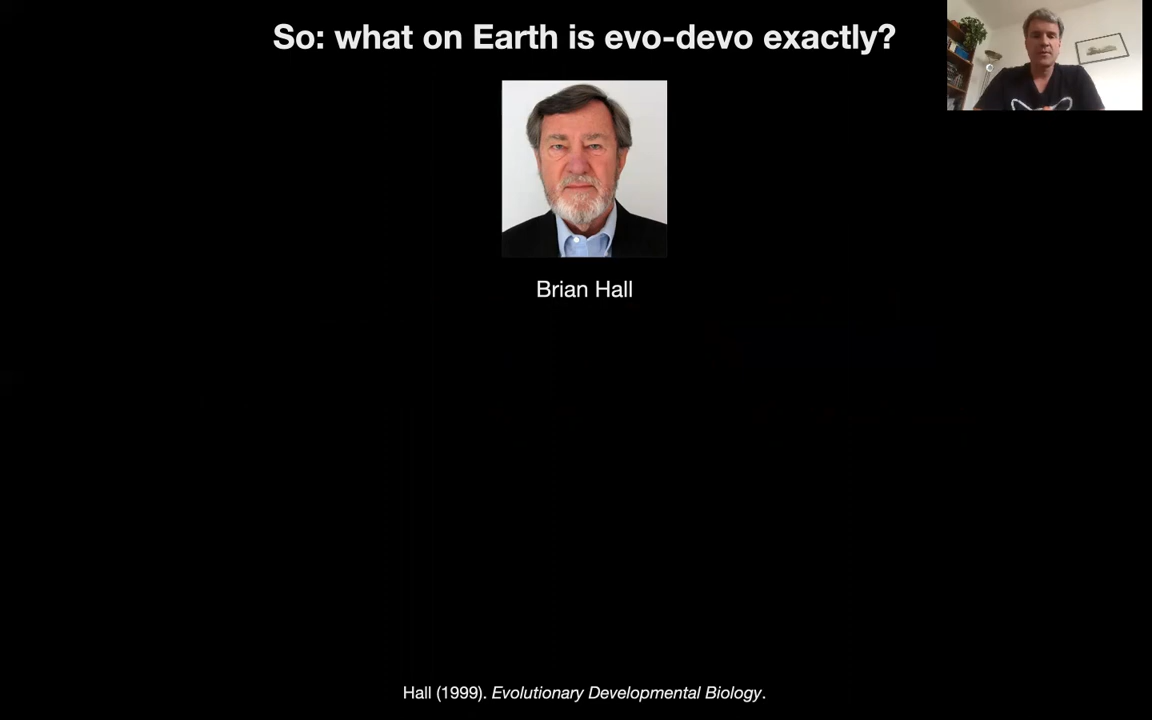 So: what on Earth is evo-devo exactly?
Brian Hall
Hall (1999). Evolutionary Developmental Biology.